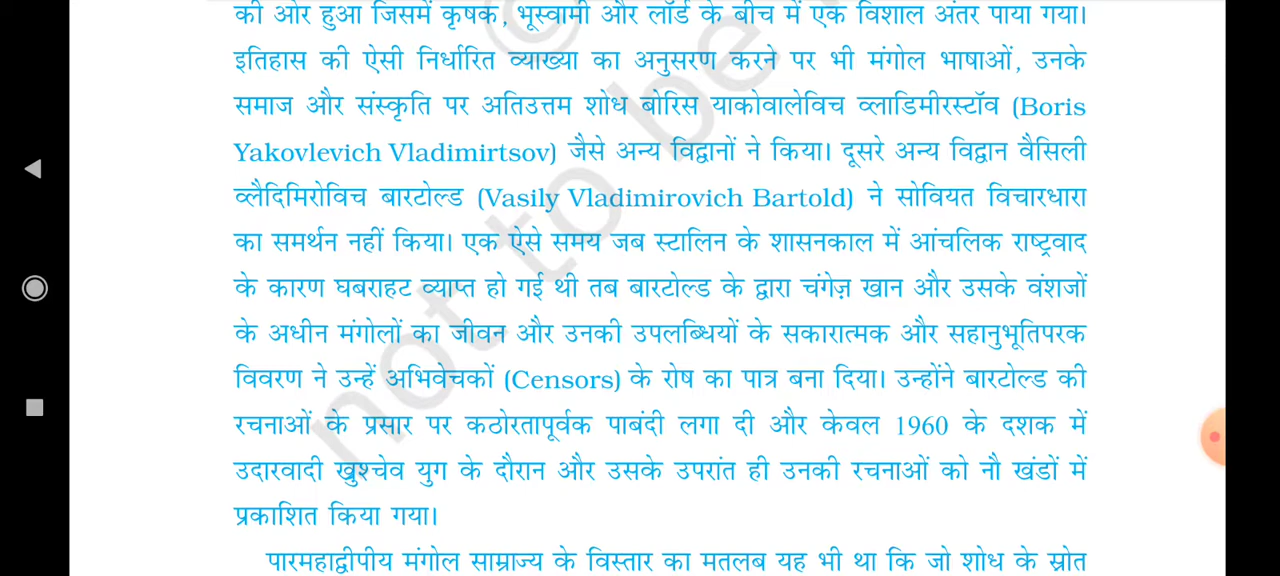 की ओर हुआ जिसमें कृषक, भूस्वामी और लॉर्ड के बीच में एक विशाल अंतर पाया गया।
इतिहास की ऐसी निर्धारित व्याख्या का अनुसरण करने पर भी मंगोल भाषाओं, उनके
समाज और संस्कृति पर अतिउत्तम शोध बोरिस याकोवालेविच व्लाडिमीरस्टॉव (Boris
Yakovlevich Vladimirtsov) जैसे अन्य विद्वानों ने किया। दूसरे अन्य विद्वान वैसिली
व्लैदिमिरोविच बारटोल्ड (Vasily Vladimirovich Bartold) ने सोवियत विचारधारा
का समर्थन नहीं किया। एक ऐसे समय जब स्टालिन के शासनकाल में आंचलिक राष्ट्रवाद
के कारण घबराहट व्याप्त हो गई थी तब बारटोल्ड के द्वारा चंगेज़ खान और उसके वंशजों
के अधीन मंगोलों का जीवन और उनकी उपलब्धियों के सकारात्मक और सहानुभूतिपरक
विवरण ने उन्हें अभिवेचकों (Censors) के रोष का पात्र बना दिया। उन्होंने बारटोल्ड की
रचनाओं के प्रसार पर कठोरतापूर्वक पाबंदी लगा दी और केवल 1960 के दशक में
उदारवादी ख्रुश्चेव युग के दौरान और उसके उपरांत ही उनकी रचनाओं को नौ खंडों में
प्रकाशित किया गया।
पारमहाद्वीपीय मंगोल साम्राज्य के विस्तार का मतलब यह भी था कि जो शोध के स्रोत
©
not to be